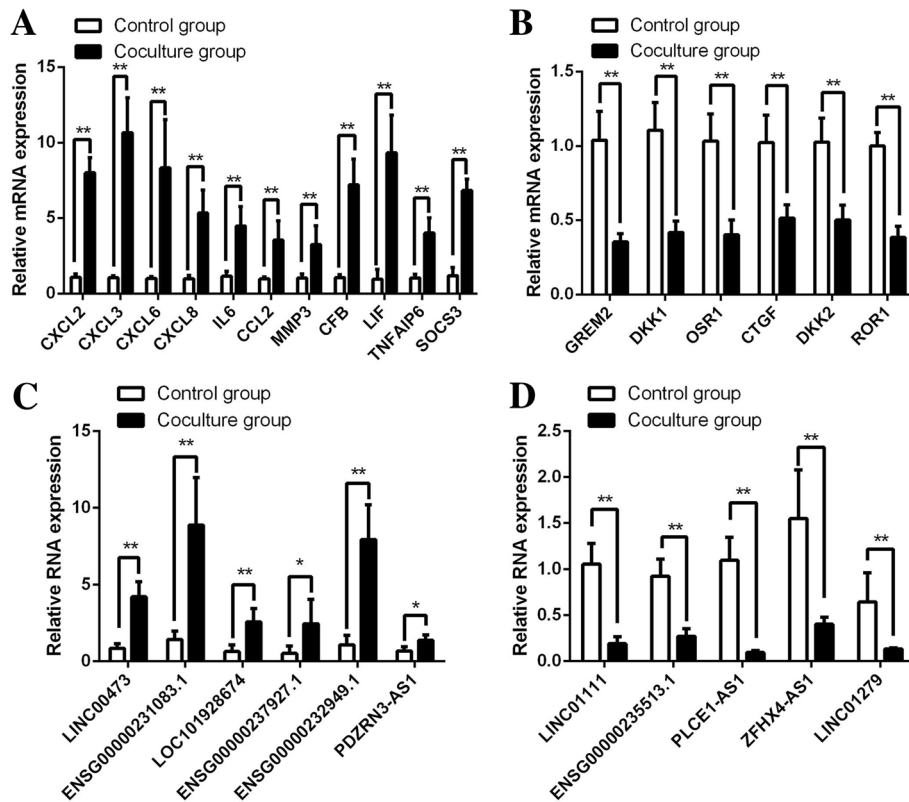 A
Control group
Coculture group
Relative mRNA expression
15
10
5
0
** ** ** ** ** ** ** ** ** ** **
CXCL2 CXCL3 CXCL6 CXCL8 IL6 CCL2 MMP3 CFB LIF TNFAIP6 SOCS3
B
Control group
Coculture group
Relative mRNA expression
1.5
1.0
0.5
0.0
** ** ** ** ** **
GREM2 DKK1 OSR1 CTGF DKK2 ROR1
C
Control group
Coculture group
Relative RNA expression
15
10
5
0
** ** ** * ** *
LINC00473 ENSG00000231083.1 LOC101928674 ENSG00000237927.1 ENSG00000232949.1 PDZRN3-AS1
D
Control group
Coculture group
Relative RNA expression
2.5
2.0
1.5
1.0
0.5
0.0
** ** ** ** **
LINC01111 ENSG00000235513.1 PLCE1-AS1 ZFHX4-AS1 LINC01279